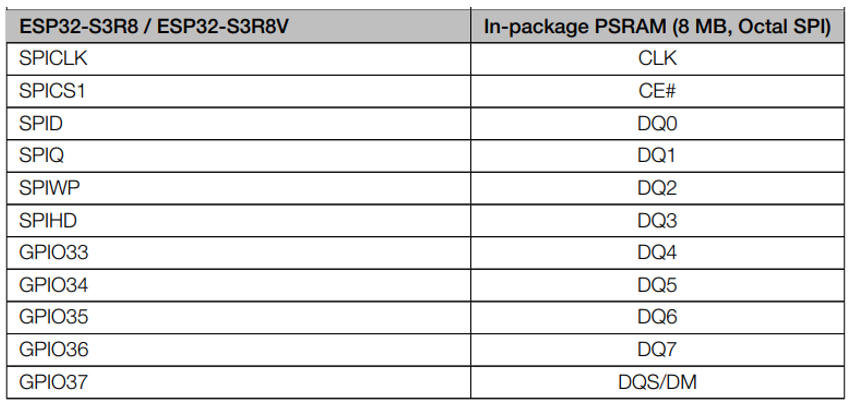 ESP32-S3R8 / ESP32-S3R8V In-package PSRAM (8 MB, Octal SPI)
SPICLK CLK
SPICS1 CE#
SPID DQ0
SPIQ DQ1
SPIWP DQ2
SPIHD DQ3
GPIO33 DQ4
GPIO34 DQ5
GPIO35 DQ6
GPIO36 DQ7
GPIO37 DQS/DM